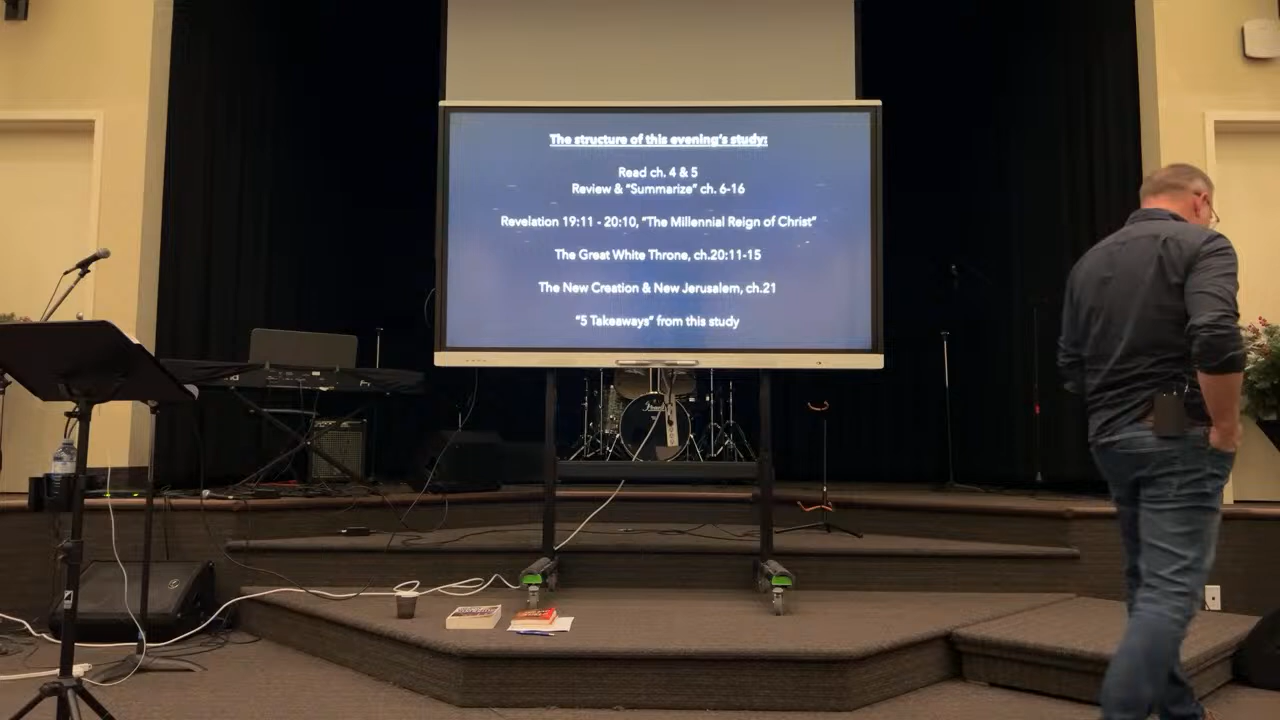 The structure of this evening's study:
Read ch. 4 & 5
Review & "Summarize" ch. 6-16
Revelation 19:11 - 20:10, "The Millennial Reign of Christ"
The Great White Throne, ch.20:11-15
The New Creation & New Jerusalem, ch.21
"5 Takeaways" from this study